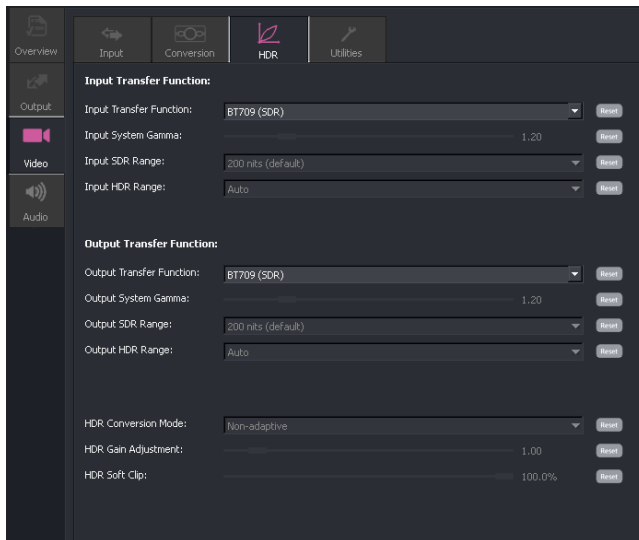 Overview
Input
Conversion
HDR
Utilities
Output
Video
Audio
Input Transfer Function:
Input Transfer Function: BT709 (SDR) Reset
Input System Gamma: 1.20 Reset
Input SDR Range: 200 nits (default) Reset
Input HDR Range: Auto Reset
Output Transfer Function:
Output Transfer Function: BT709 (SDR) Reset
Output System Gamma: 1.20 Reset
Output SDR Range: 200 nits (default) Reset
Output HDR Range: Auto Reset
HDR Conversion Mode: Non-adaptive Reset
HDR Gain Adjustment: 1.00 Reset
HDR Soft Clip: 100.0% Reset